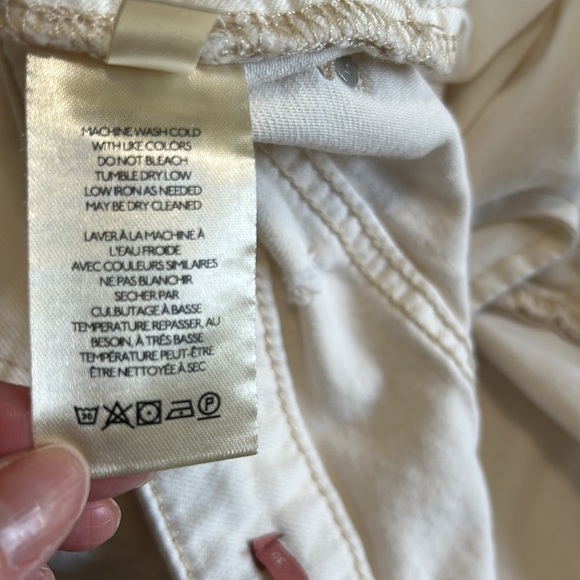 MACHINE WASH COLD
WITH LIKE COLORS
DO NOT BLEACH
TUMBLE DRY LOW
LOW IRON AS NEEDED
MAY BE DRY CLEANED
LAVER À LA MACHINE À
L'EAU FROIDE
AVEC COULEURS SIMILAIRES
NE PAS BLANCHIR
SECHER PAR
CULBUTAGE À BASSE
TEMPERATURE REPASSER, AU
BESOIN, À TRÈS BASSE
TEMPÉRATURE PEUT-ÊTRE
ÊTRE NETTOYÉE À SEC
30 P